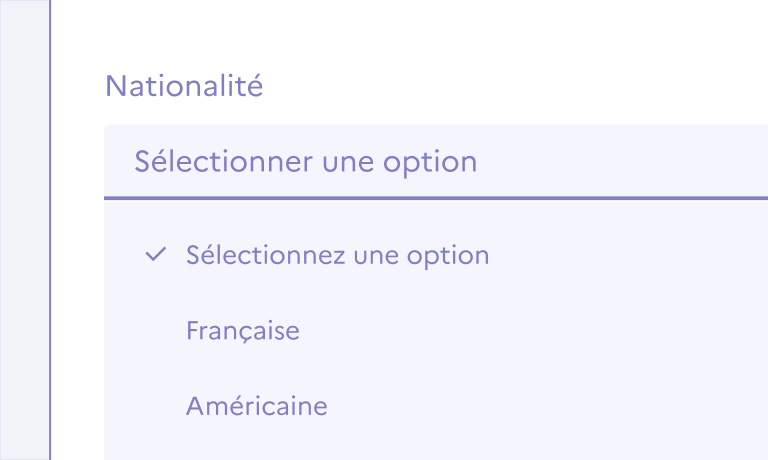 Nationalité
Sélectionner une option
Sélectionnez une option
Française
Américaine